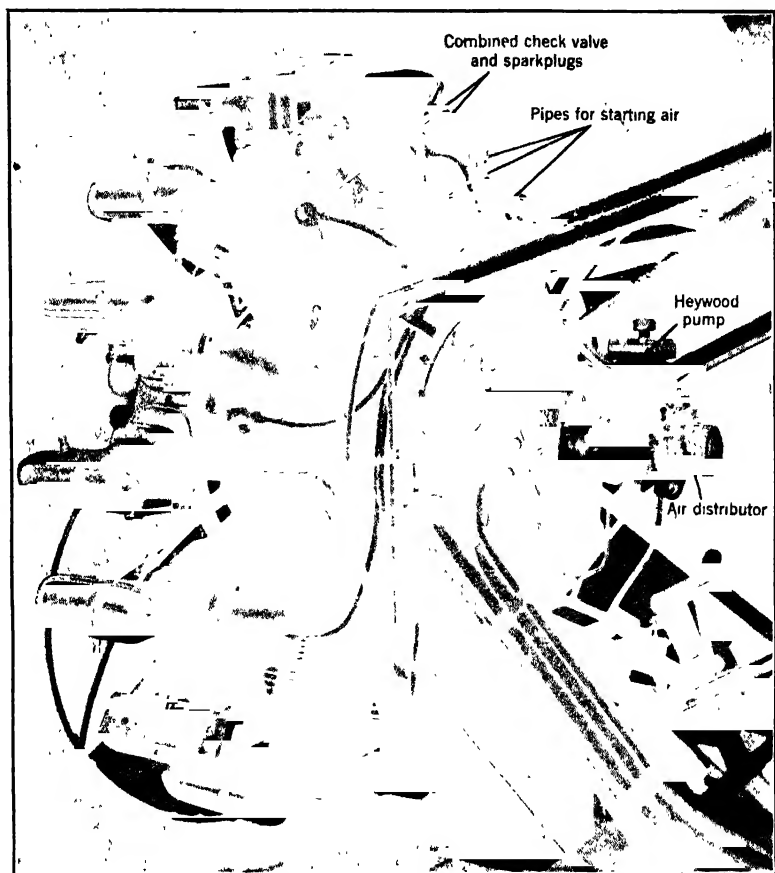 Combined check valve
and sparkplugs
Pipes for starting air
Heywood
pump
Air distributor